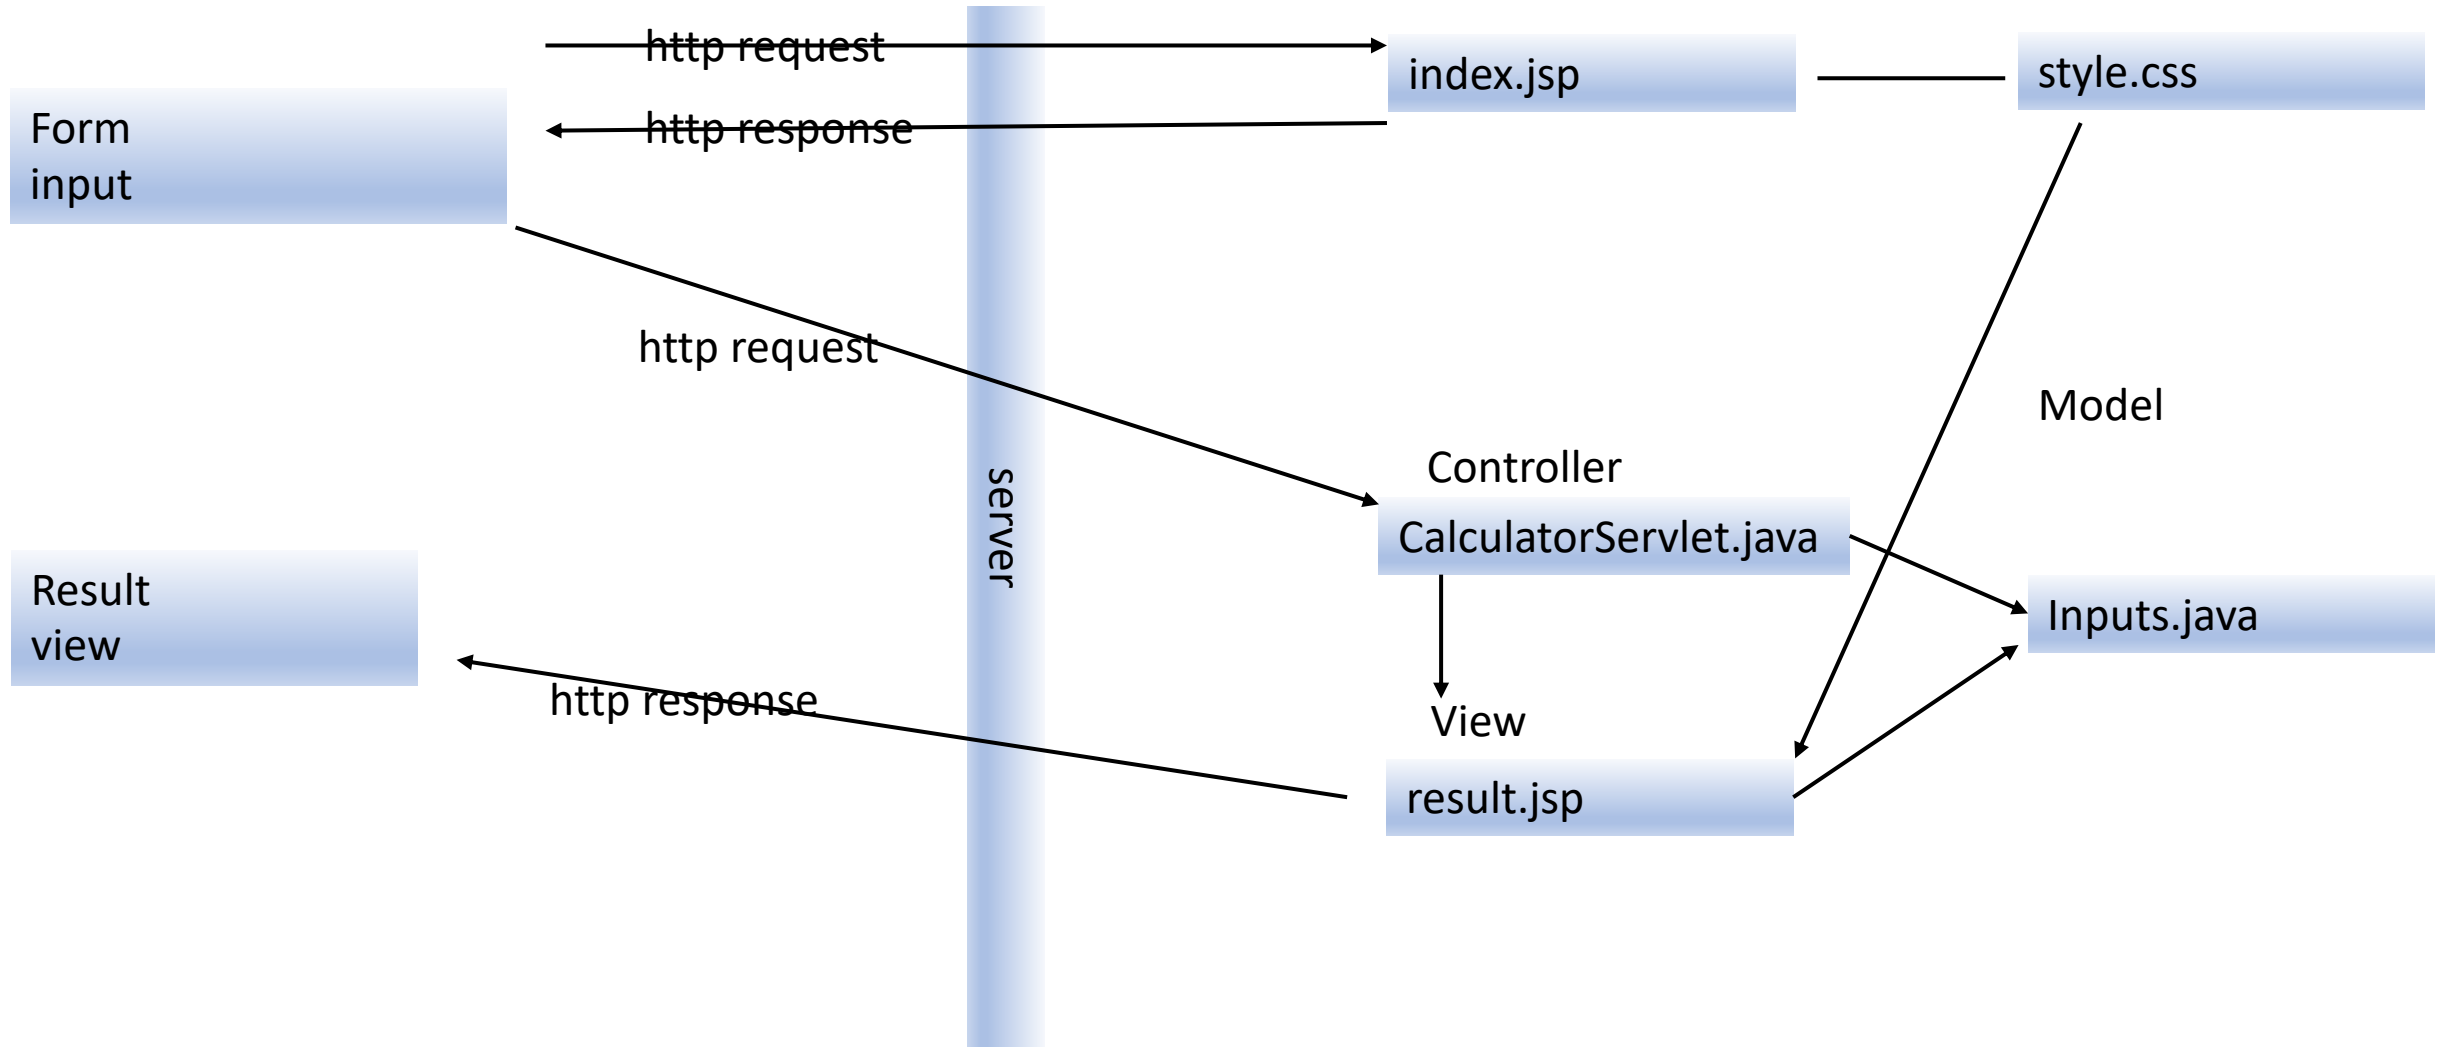 http request
index.jsp
style.css
Form
input
http response
http request
Model
Controller
server
CalculatorServlet.java
Result
view
Inputs.java
http response
View
result.jsp